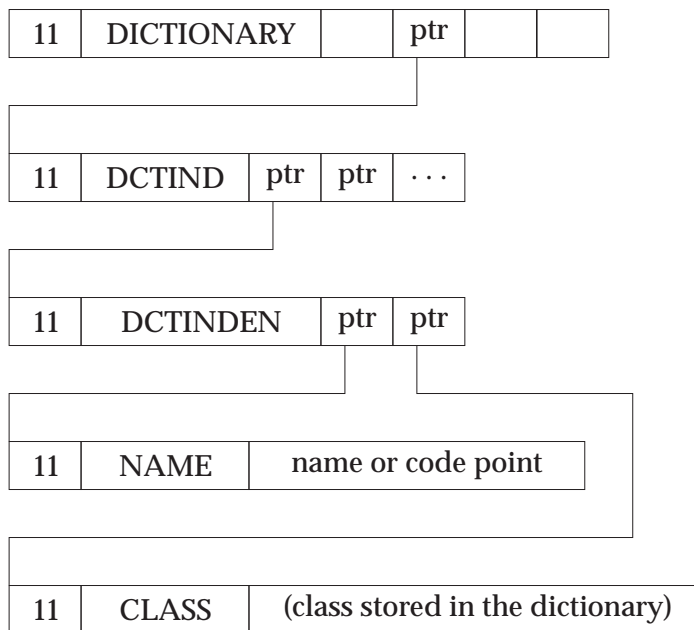 11 DICTIONARY ptr
11 DCTIND ptr ptr . . .
11 DCTINDEN ptr ptr
11 NAME name or code point
11 CLASS (class stored in the dictionary)